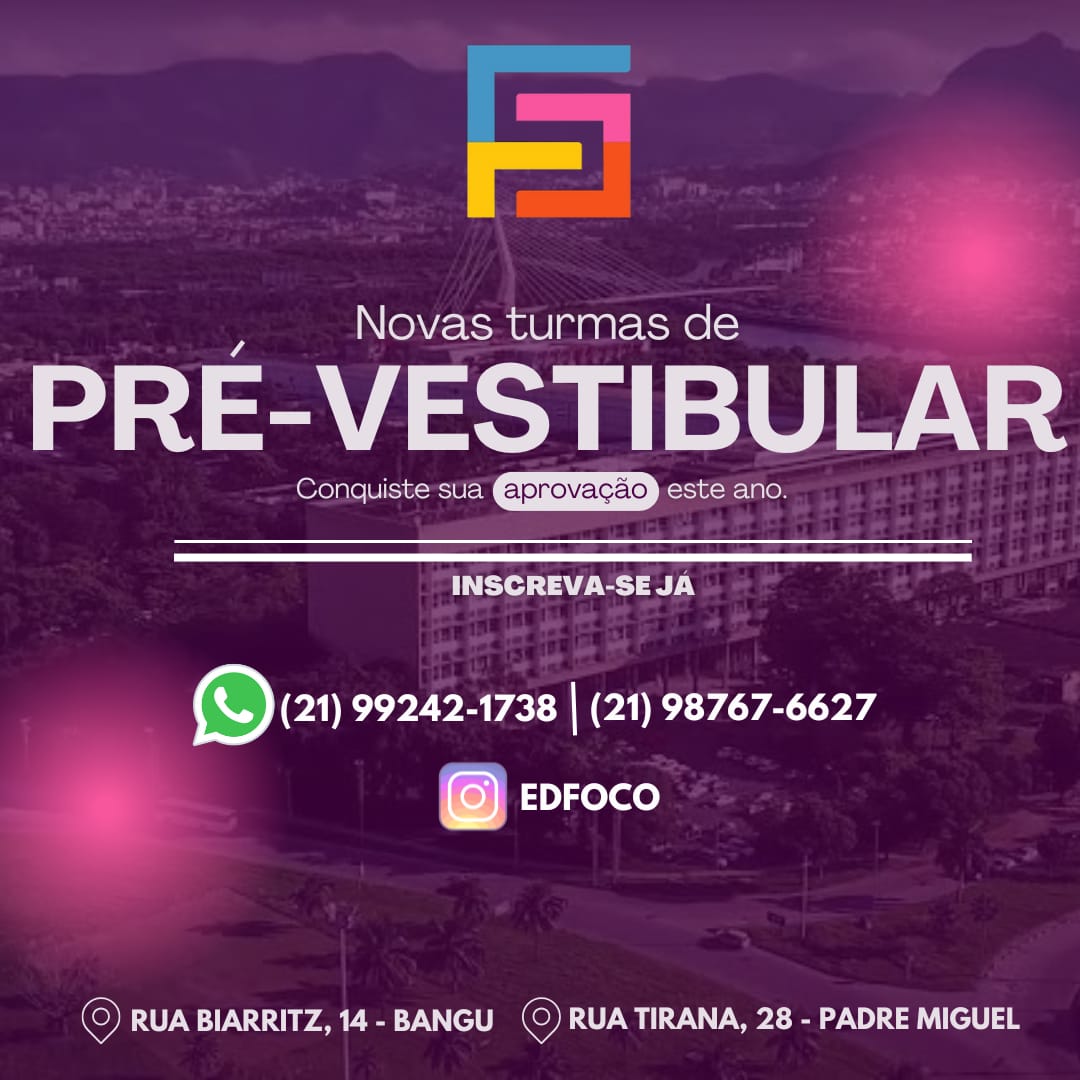 Novas turmas de
PRÉ-VESTIBULAR
Conquiste sua aprovação este ano.
INSCREVA-SE JÁ
(21) 99242-1738 | (21) 98767-6627
EDFOCO
RUA BIARRITZ, 14 - BANGU
RUA TIRANA, 28 - PADRE MIGUEL